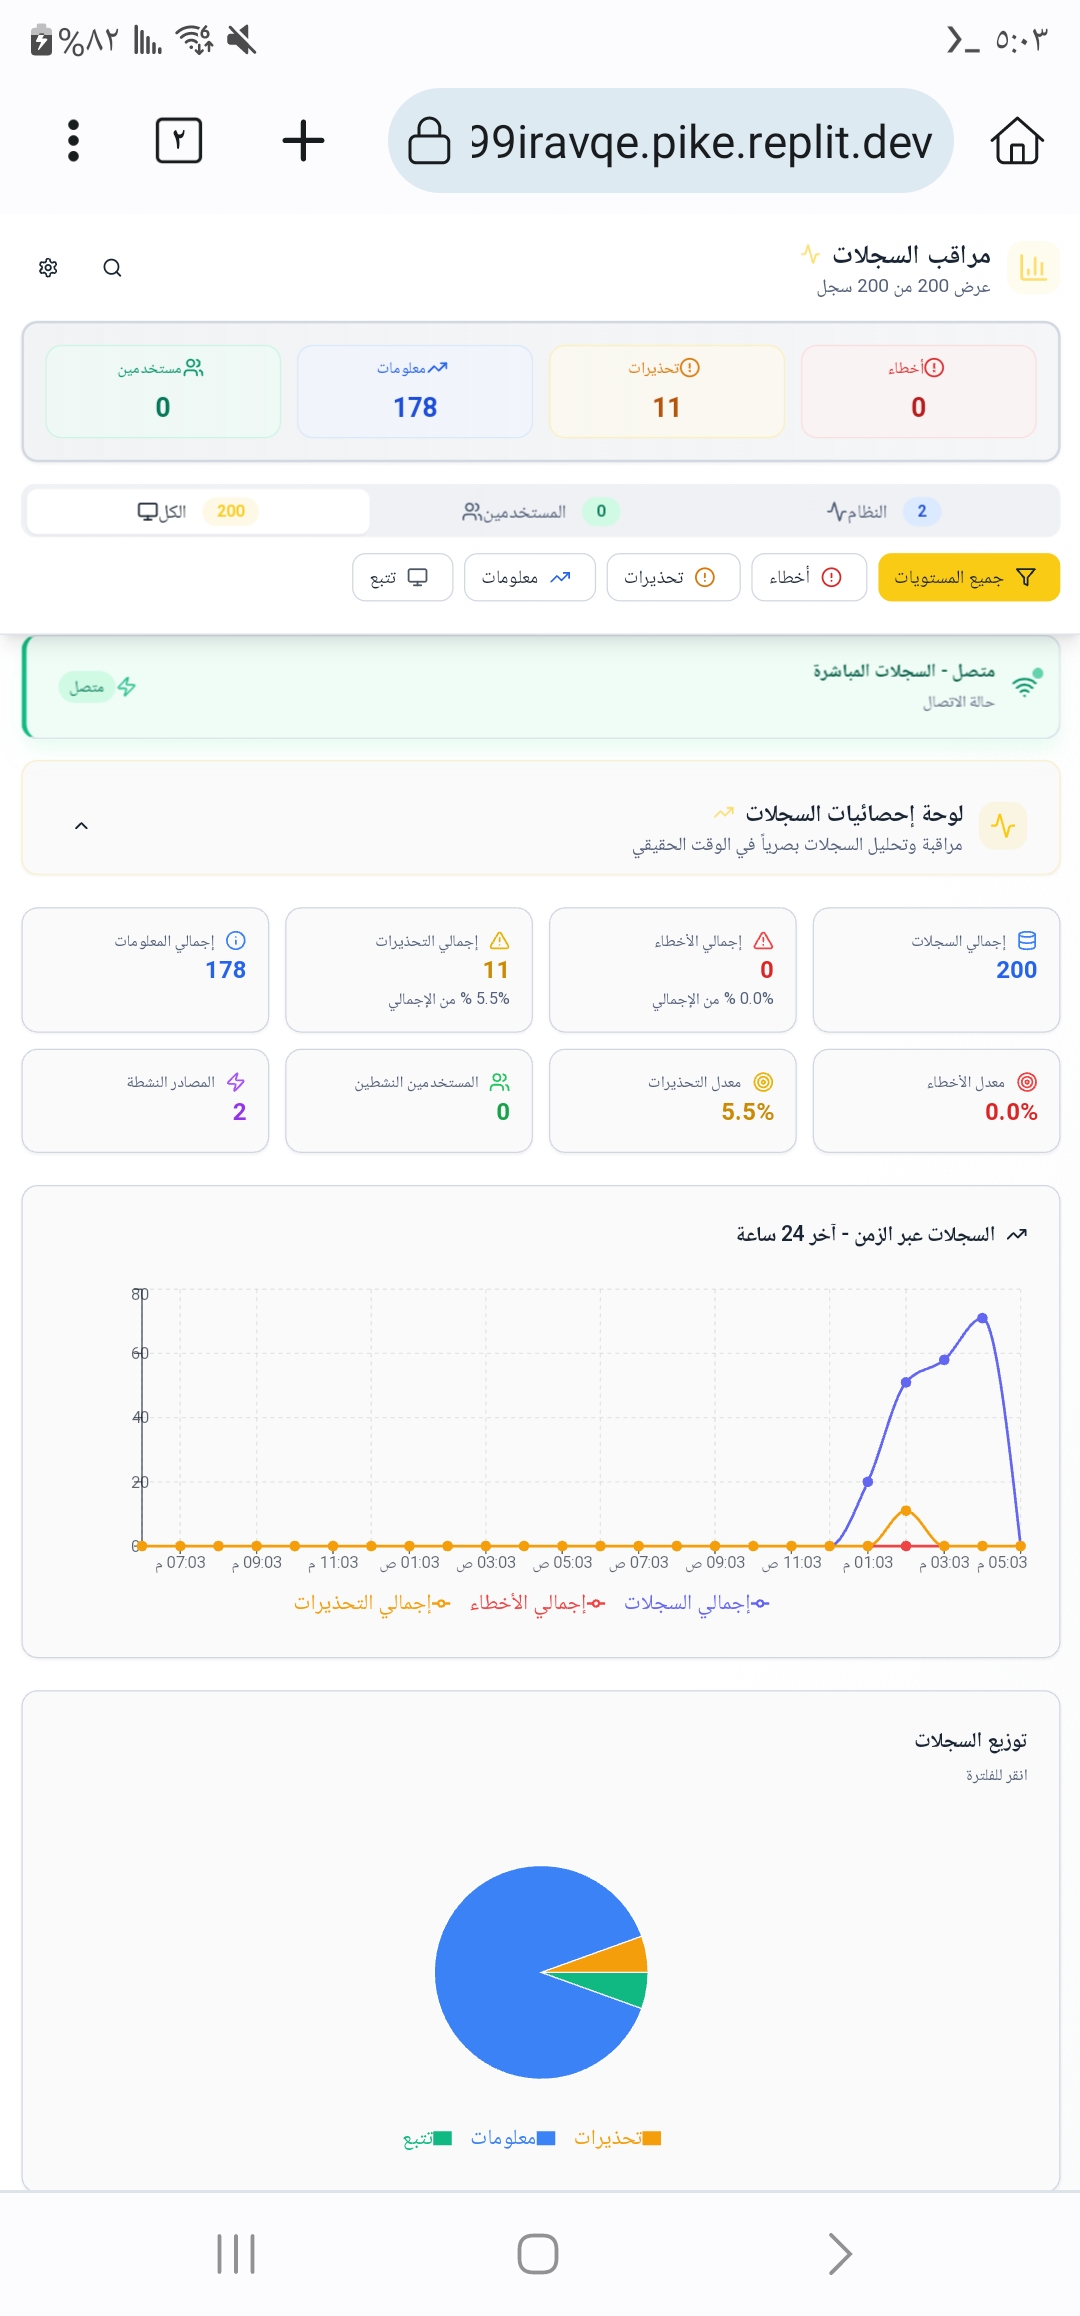 ٥:٠٣
%٨٢
6
99iravqe.pike.replit.dev
٢
مراقب السجلات
عرض 200 من 200 سجل
أخطاء
0
تحذيرات
11
معلومات
178
مستخدمين
0
النظام 2
المستخدمين 0
الكل 200
جميع المستويات
أخطاء
تحذيرات
معلومات
تتبع
متصل - السجلات المباشرة
حالة الاتصال
متصل
لوحة إحصائيات السجلات
مراقبة وتحليل السجلات بصرياً في الوقت الحقيقي
إجمالي السجلات
200
إجمالي الأخطاء
0
0.0% % من الإجمالي
إجمالي التحذيرات
11
5.5% % من الإجمالي
إجمالي المعلومات
178
معدل الأخطاء
0.0%
معدل التحذيرات
5.5%
المستخدمين النشطين
0
المصادر النشطة
2
السجلات عبر الزمن - آخر 24 ساعة
80
60
40
20
0
07:03 م
09:03 م
11:03 م
01:03 ص
03:03 ص
05:03 ص
07:03 ص
09:03 ص
11:03 ص
01:03 م
03:03 م
05:03 م
إجمالي السجلات
إجمالي الأخطاء
إجمالي التحذيرات
توزيع السجلات
انقر للفلترة
تحذيرات
معلومات
تتبع